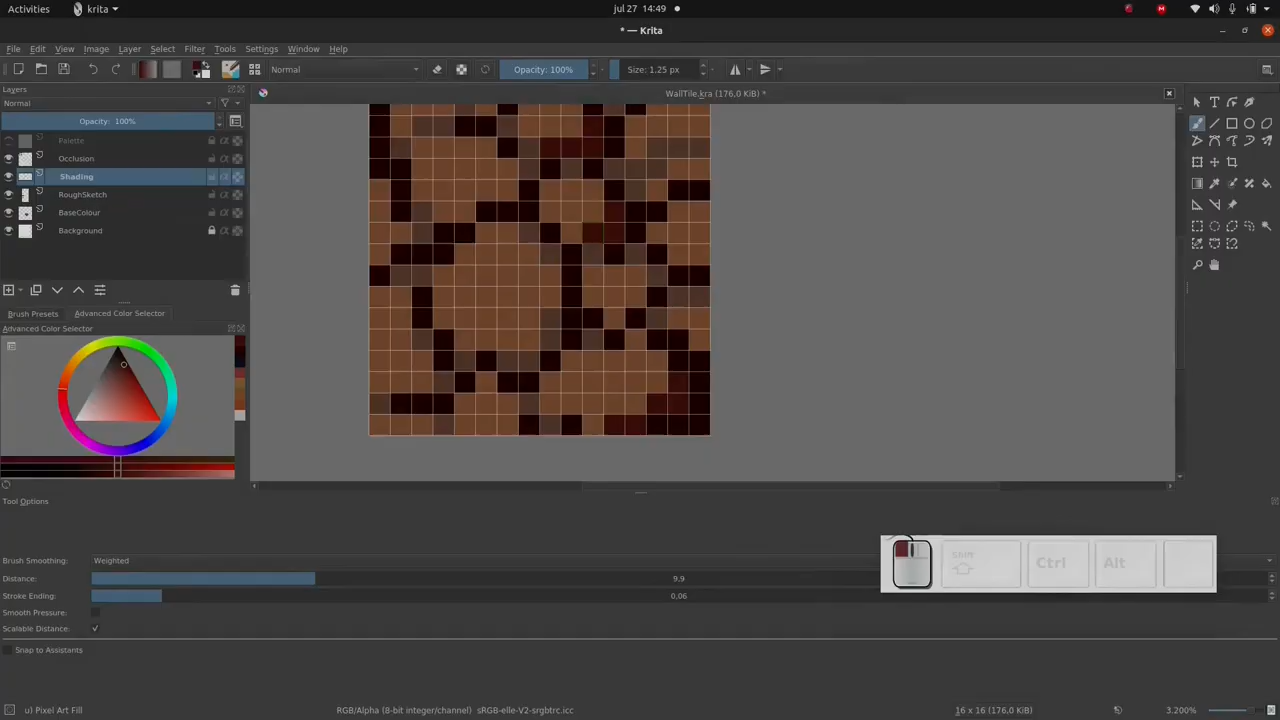 Activities krita jul 27 14:49
* — Krita
File Edit View Image Layer Select Filter Tools Settings Window Help
Normal Opacity: 100% Size: 1.25 px
Layers
WallTile.kra (176,0 KiB) *
Normal
Opacity: 100%
Palette
Occlusion
Shading
RoughSketch
BaseColour
Background
Brush Presets Advanced Color Selector
Advanced Color Selector
Tool Options
Brush Smoothing: Weighted
Distance: 9,9
Stroke Ending: 0,06
Smooth Pressure:
Scalable Distance:
Snap to Assistants
Shift Ctrl Alt
u) Pixel Art Fill RGB/Alpha (8-bit integer/channel) sRGB-elle-V2-srgbtrc.icc 16 x 16 (176,0 KiB) 3.200%